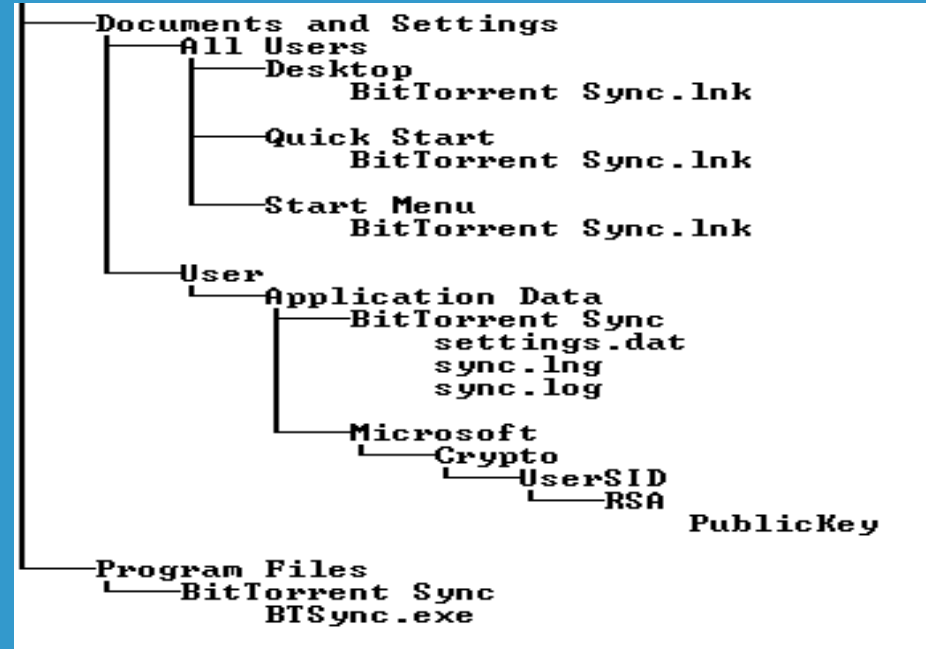 Documents and Settings
All Users
Desktop
BitTorrent Sync.lnk
Quick Start
BitTorrent Sync.lnk
Start Menu
BitTorrent Sync.lnk
User
Application Data
BitTorrent Sync
settings.dat
sync.lng
sync.log
Microsoft
Crypto
UserSID
RSA
PublicKey
Program Files
BitTorrent Sync
BTSync.exe